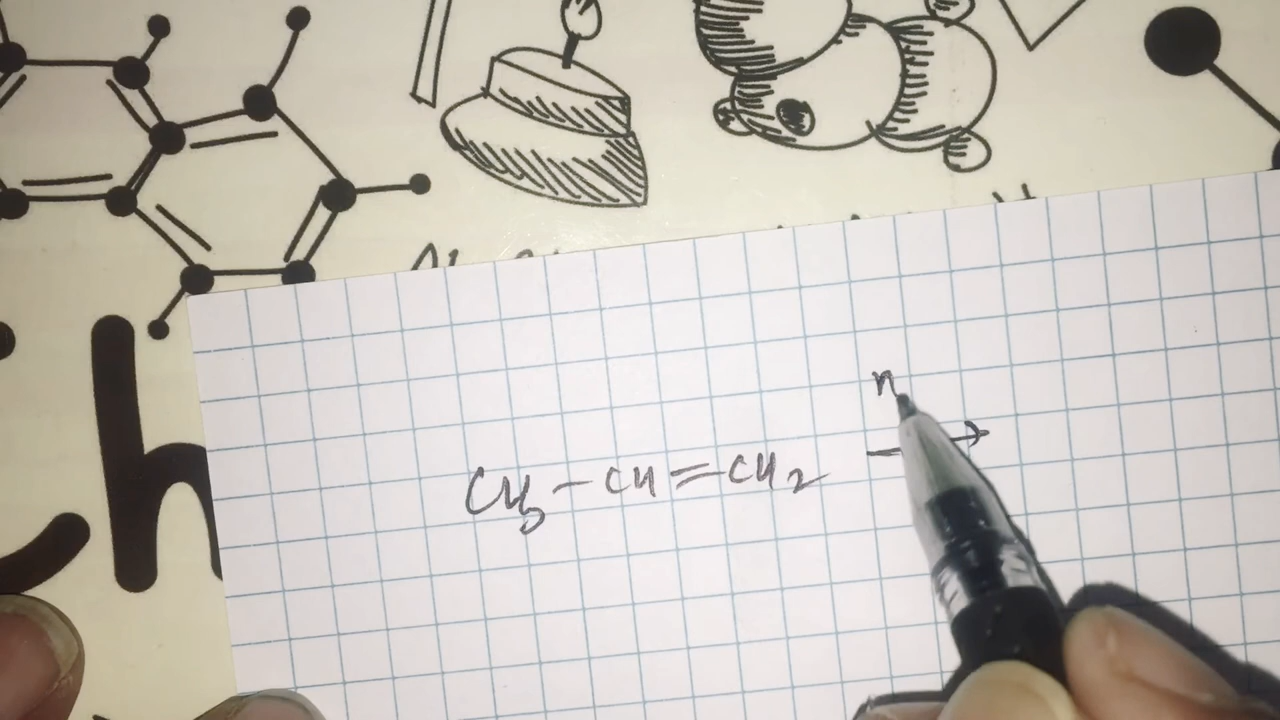 n
CH3 – CH = CH2 →